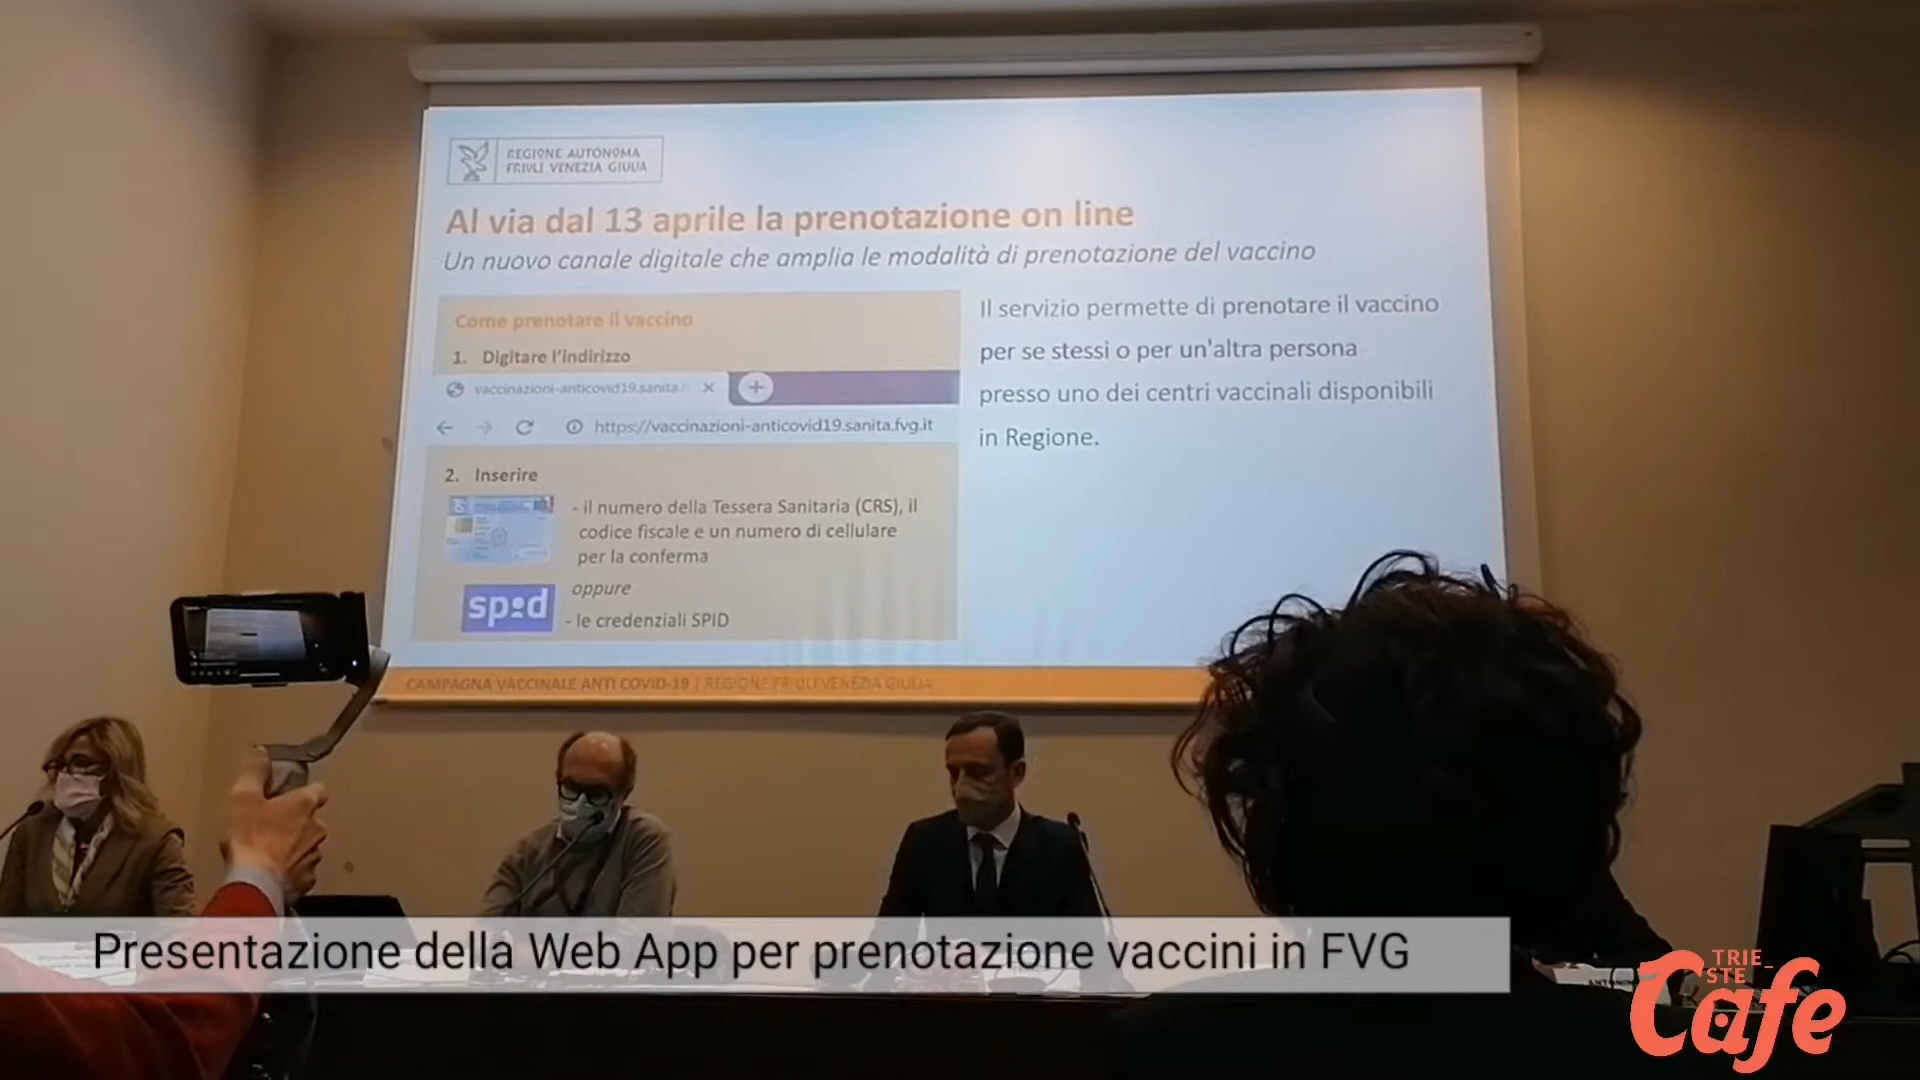 REGIONE AUTONOMA
FRIULI VENEZIA GIULIA
Al via dal 13 aprile la prenotazione on line
Un nuovo canale digitale che amplia le modalità di prenotazione del vaccino
Come prenotare il vaccino
1. Digitare l'indirizzo
vaccinazioni-anticovid19.sanita.
https://vaccinazioni-anticovid19.sanita.fvg.it
2. Inserire
- il numero della Tessera Sanitaria (CRS), il
codice fiscale e un numero di cellulare
per la conferma
oppure
spid
- le credenziali SPID
Il servizio permette di prenotare il vaccino
per se stessi o per un'altra persona
presso uno dei centri vaccinali disponibili
in Regione.
CAMPAGNA VACCINALE ANTI COVID-19 | REGIONE FRIULI VENEZIA GIULIA
Presentazione della Web App per prenotazione vaccini in FVG
TRIE_
STE
Cafe